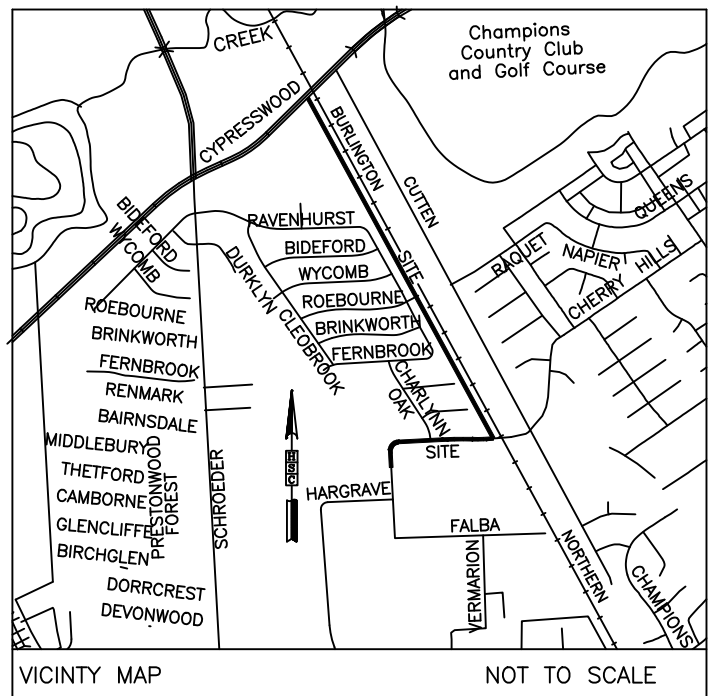 Champions
Country Club
and Golf Course
CREEK
CYPRESSWOOD
BURLINGTON
CUTTEN
QUEENS
BIDEFORD
WYCOMB
RAVENHURST
BIDEFORD
WYCOMB
ROEBOURNE
BRINKWORTH
FERNBROOK
SITE
RAQUET
NAPIER
CHERRY HILLS
DURKLYN
CLEOBROOK
ROEBOURNE
BRINKWORTH
FERNBROOK
RENMARK
BAIRNSDALE
MIDDLEBURY
THETFORD
CAMBORNE
GLENCLIFFE
BIRCHGLEN
DORRCREST
DEVONWOOD
PRESTONWOOD
FOREST
SCHROEDER
CHARLYNN
OAK
SITE
HSC
HARGRAVE
FALBA
VERMARION
NORTHERN
CHAMPIONS
VICINTY MAP
NOT TO SCALE